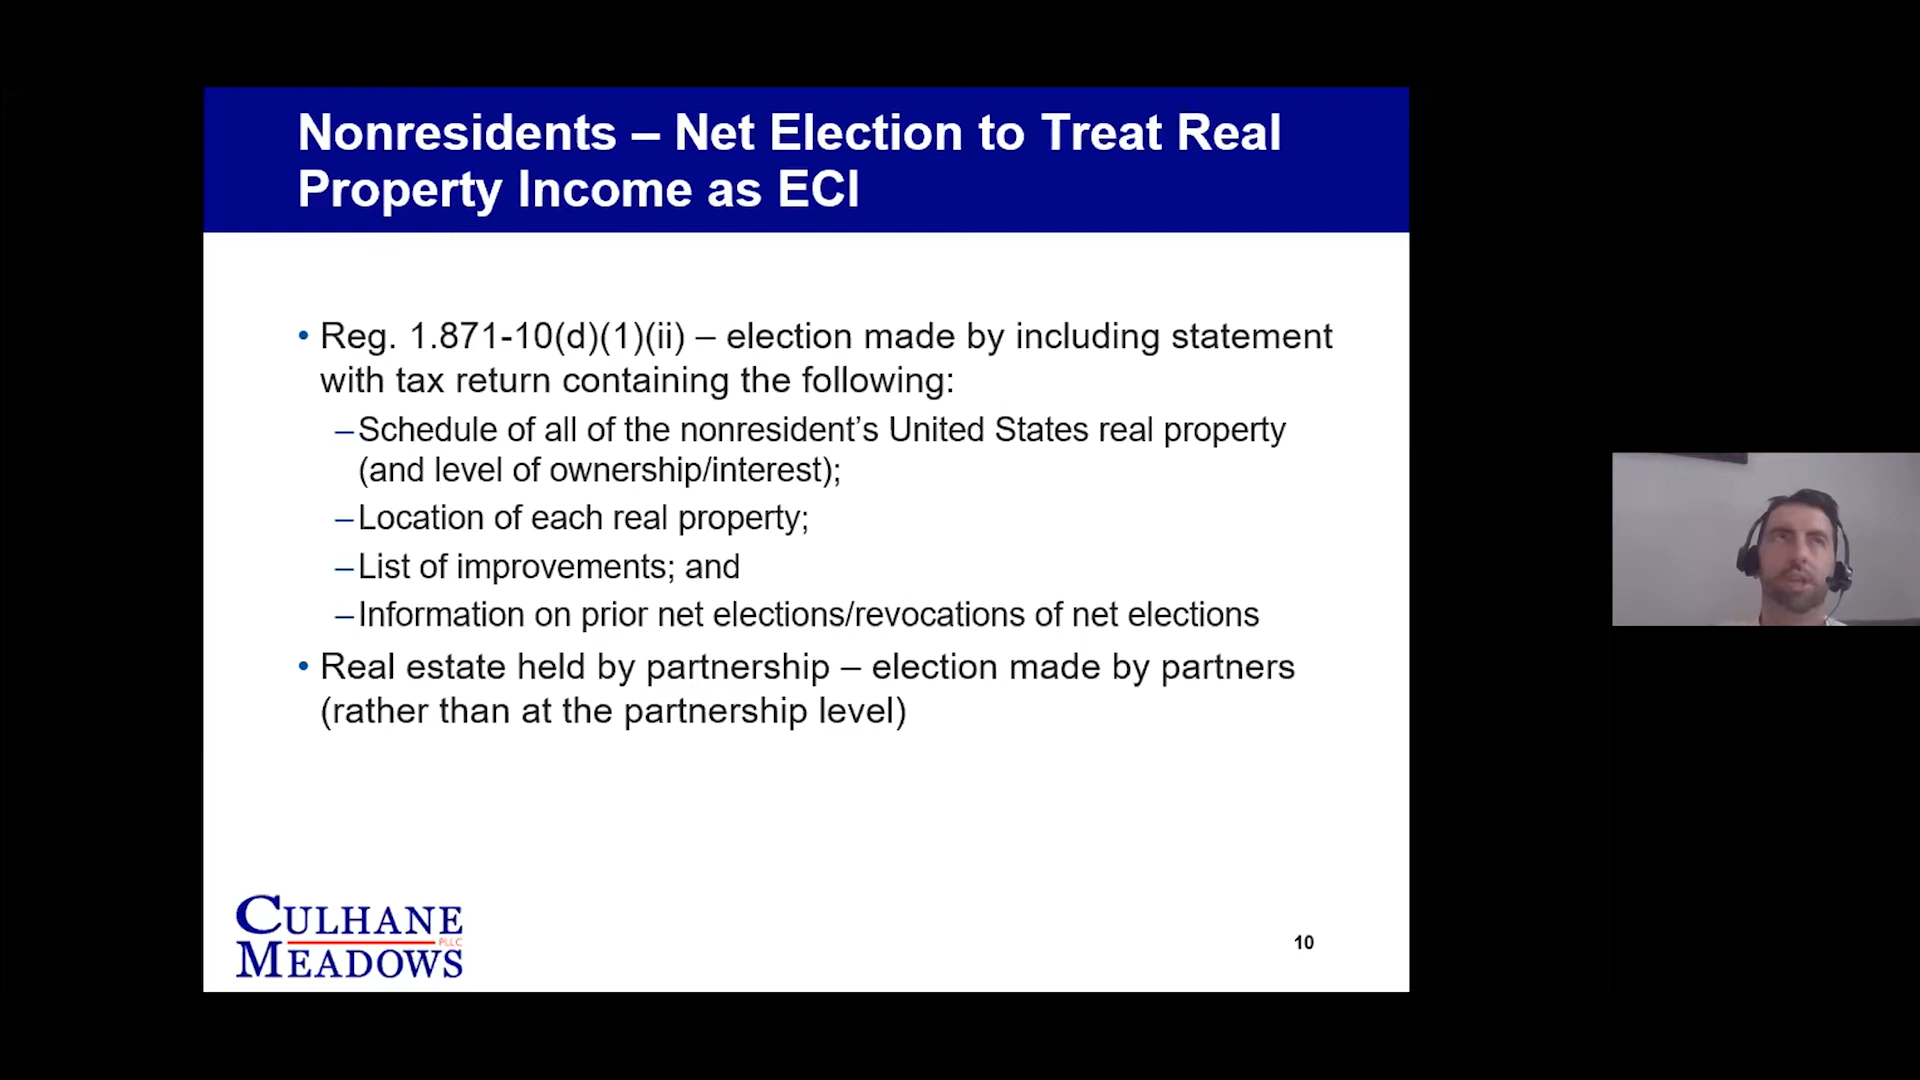 Nonresidents – Net Election to Treat Real
Property Income as ECI
• Reg. 1.871-10(d)(1)(ii) – election made by including statement
with tax return containing the following:
–Schedule of all of the nonresident’s United States real property
(and level of ownership/interest);
–Location of each real property;
–List of improvements; and
–Information on prior net elections/revocations of net elections
• Real estate held by partnership – election made by partners
(rather than at the partnership level)
CULHANE
PLLC
MEADOWS
10